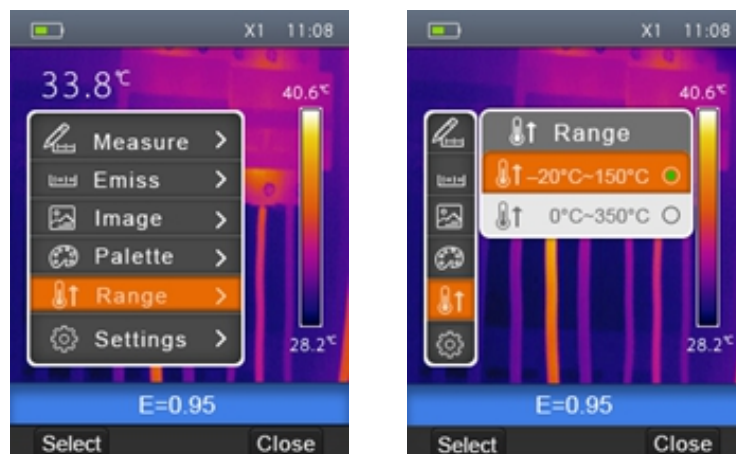 X1 11:08
33.8℃
40.6℃
Measure
Emiss
Image
Palette
Range
Settings
28.2℃
E=0.95
Select Close
X1 11:08
40.6℃
Range
-20°C~150°C
0°C~350°C
28.2℃
E=0.95
Select Close